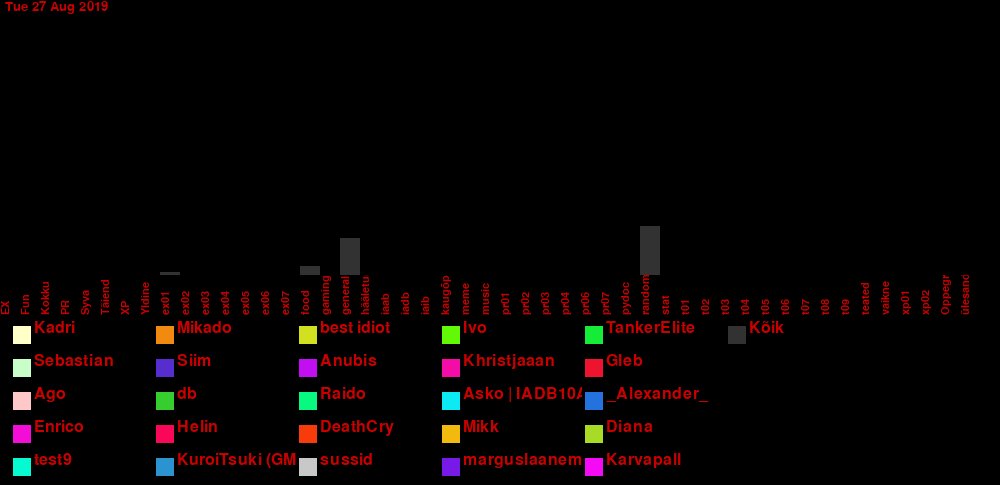 Tue 27 Aug 2019
EX Fun Kokku PR Syva Täiend XP Yldine ex01 ex02 ex03 ex04 ex05 ex06 ex07 food gaming general hääletu iaab iadb iaib kaugõp meme music pr01 pr02 pr03 pr04 pr06 pr07 pydoc random stat t01 t02 t03 t04 t05 t06 t07 t08 t09 teated vaikne xp01 xp02 Oppegr ülesand
Kadri Mikado best idiot Ivo TankerElite Kõik
Sebastian Siim Anubis Khristjaaan Gleb
Ago db Raido Asko | IADB10A _Alexander_
Enrico Helin DeathCry Mikk Diana
test9 KuroiTsuki (GM sussid marguslaanem Karvapall